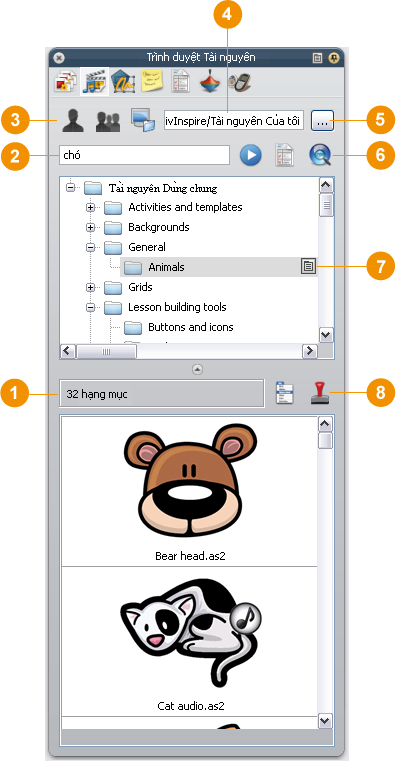 4
Trình duyệt Tài nguyên
3
ivInspire/Tài nguyên Của tôi
...
5
2
chó
6
Tài nguyên Dùng chung
Activities and templates
Backgrounds
General
Animals
7
Grids
Lesson building tools
Buttons and icons
1
32 hạng mục
8
Bear head.as2
Cat audio.as2